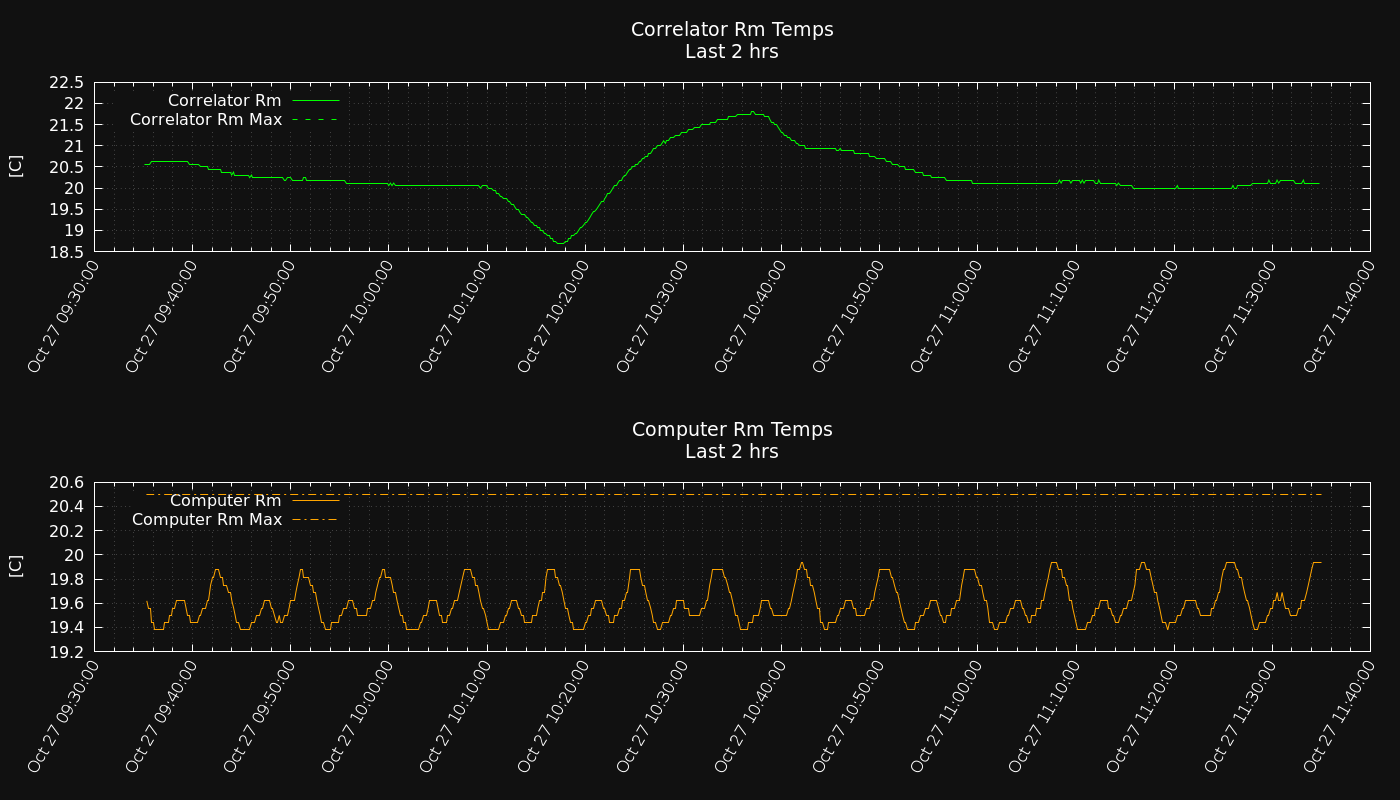 Correlator Rm Temps
Last 2 hrs
22.5
22
21.5
21
20.5
20
19.5
19
18.5
[C]
Correlator Rm
Correlator Rm Max
Oct 27 09:30:00
Oct 27 09:40:00
Oct 27 09:50:00
Oct 27 10:00:00
Oct 27 10:10:00
Oct 27 10:20:00
Oct 27 10:30:00
Oct 27 10:40:00
Oct 27 10:50:00
Oct 27 11:00:00
Oct 27 11:10:00
Oct 27 11:20:00
Oct 27 11:30:00
Oct 27 11:40:00
Computer Rm Temps
Last 2 hrs
20.6
20.4
20.2
20
19.8
19.6
19.4
19.2
[C]
Computer Rm
Computer Rm Max
Oct 27 09:30:00
Oct 27 09:40:00
Oct 27 09:50:00
Oct 27 10:00:00
Oct 27 10:10:00
Oct 27 10:20:00
Oct 27 10:30:00
Oct 27 10:40:00
Oct 27 10:50:00
Oct 27 11:00:00
Oct 27 11:10:00
Oct 27 11:20:00
Oct 27 11:30:00
Oct 27 11:40:00